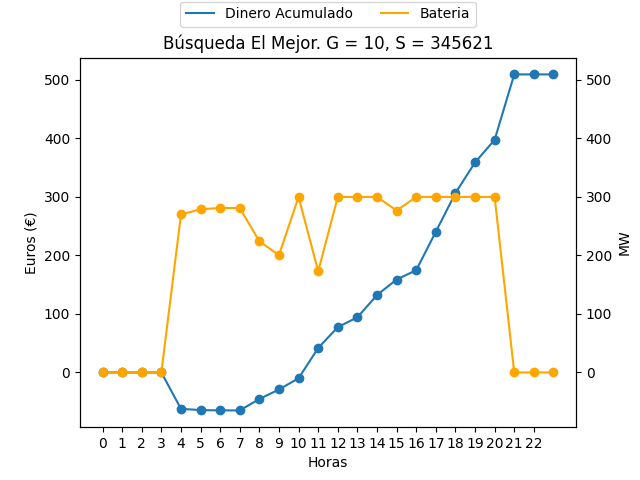 Dinero Acumulado Bateria
Búsqueda El Mejor. G = 10, S = 345621
500 500
400 400
300 300
200 200
100 100
0 0
Euros (€)
MW
0 1 2 3 4 5 6 7 8 9 10 11 12 13 14 15 16 17 18 19 20 21 22
Horas